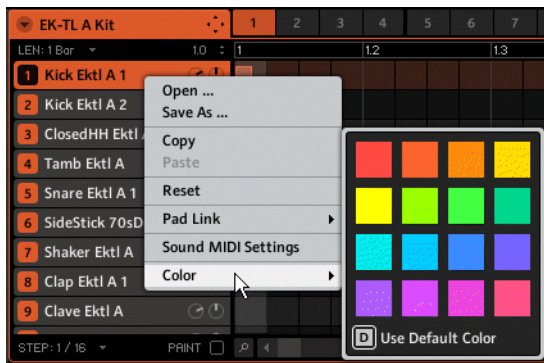 EK-TL A Kit 1 2 3 4 5 6 7
LEN: 1 Bar 1.0 1 1.2 1.3
1 Kick Ektl A 1
2 Kick Ektl A 2
3 ClosedHH Ektl
4 Tamb Ektl A
5 Snare Ektl A 1
6 SideStick 70sD
7 Shaker Ektl A
8 Clap Ektl A 1
9 Clave Ektl A
STEP: 1 / 16 PAINT
Open ...
Save As ...
Copy
Paste
Reset
Pad Link
Sound MIDI Settings
Color
D Use Default Color